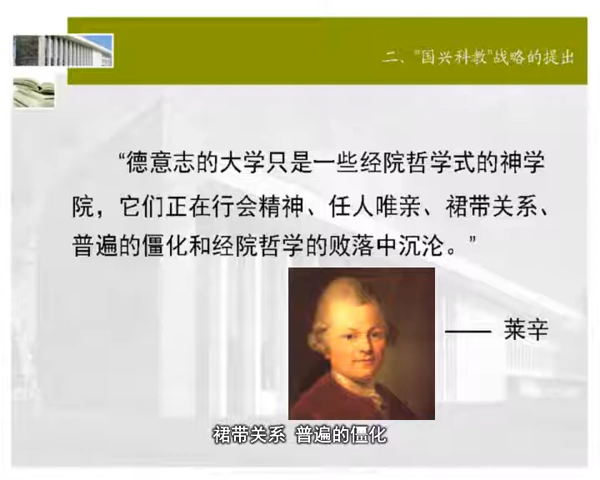 二、“国兴科教”战略的提出
“德意志的大学只是一些经院哲学式的神学
院，它们正在行会精神、任人唯亲、裙带关系、
普遍的僵化和经院哲学的败落中沉沦。”
—— 莱辛
裙带关系 普遍的僵化